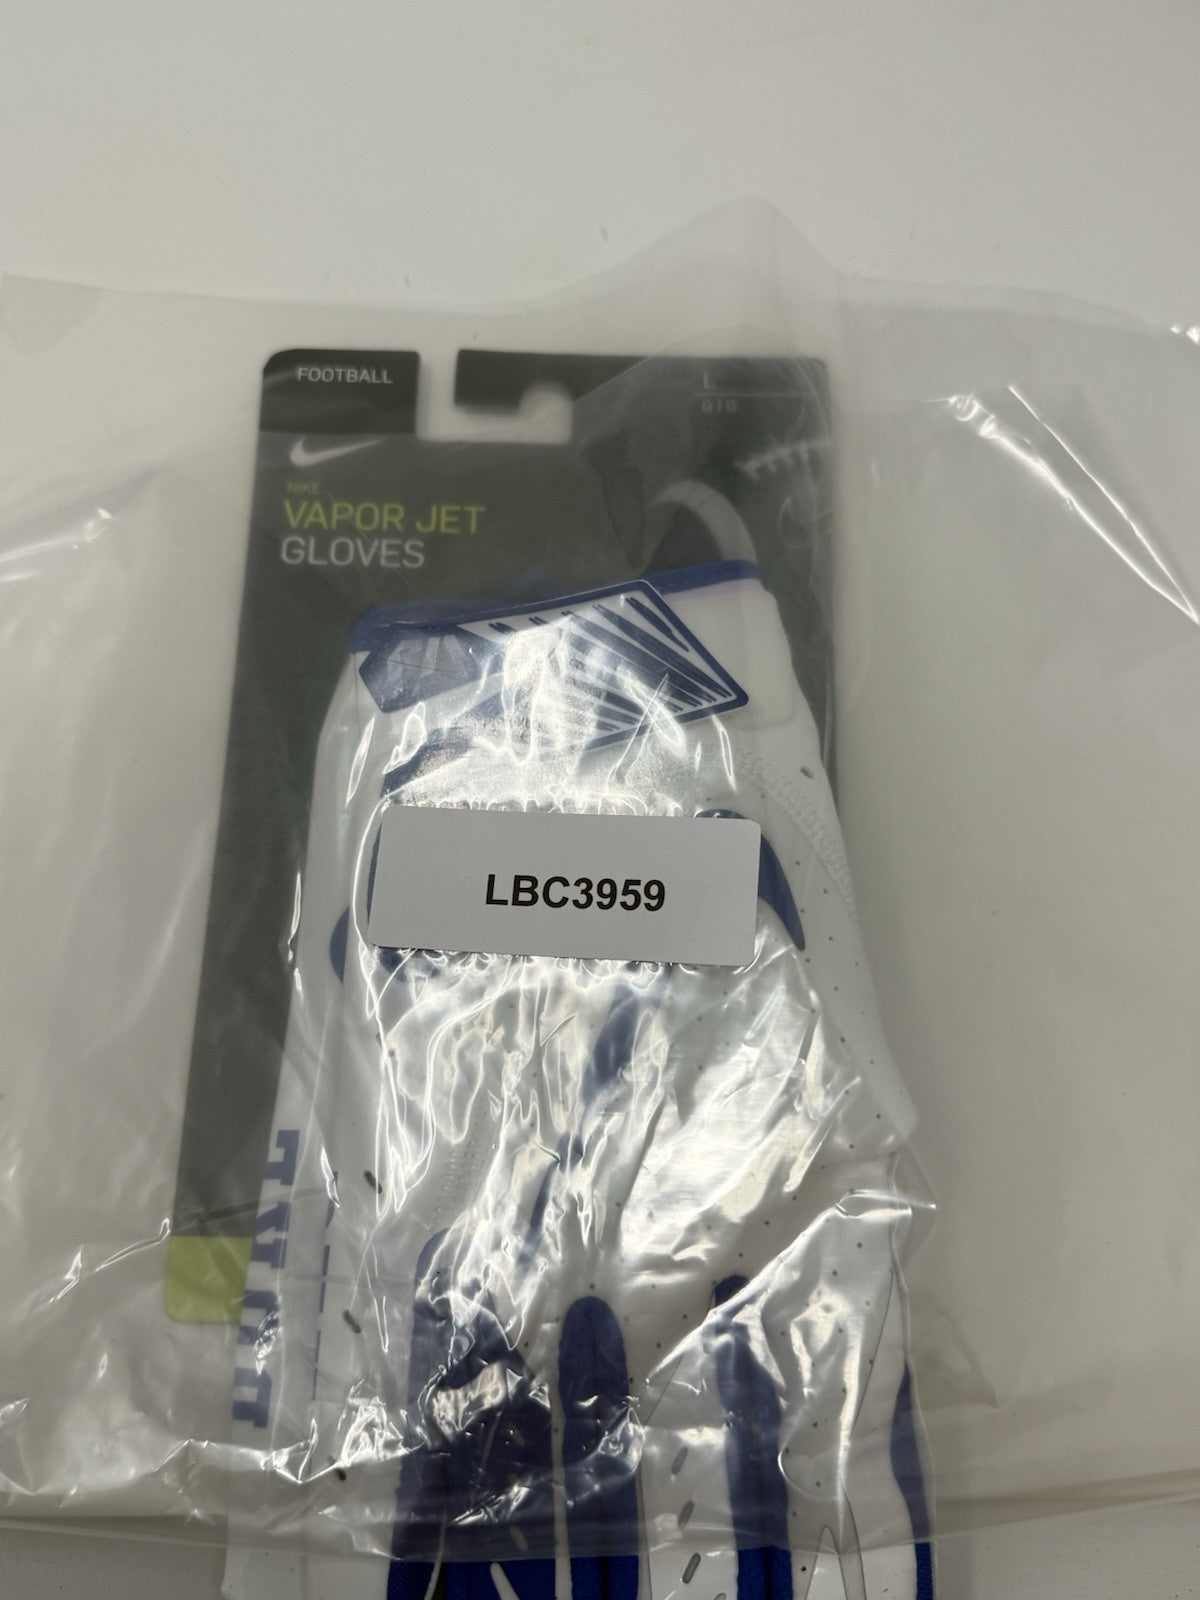 FOOTBALL
L
G|G
NIKE
VAPOR JET
GLOVES
LBC3959